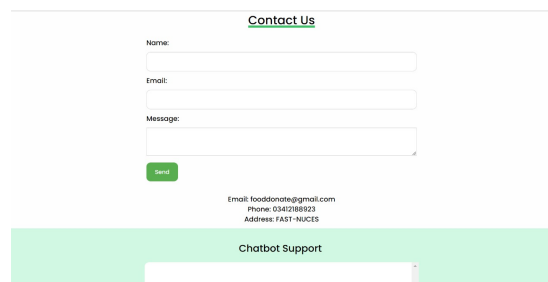 Contact Us
Name:
Email:
Message:
Send
Email: fooddonate@gmail.com
Phone: 03412188923
Address: FAST-NUCES
Chatbot Support